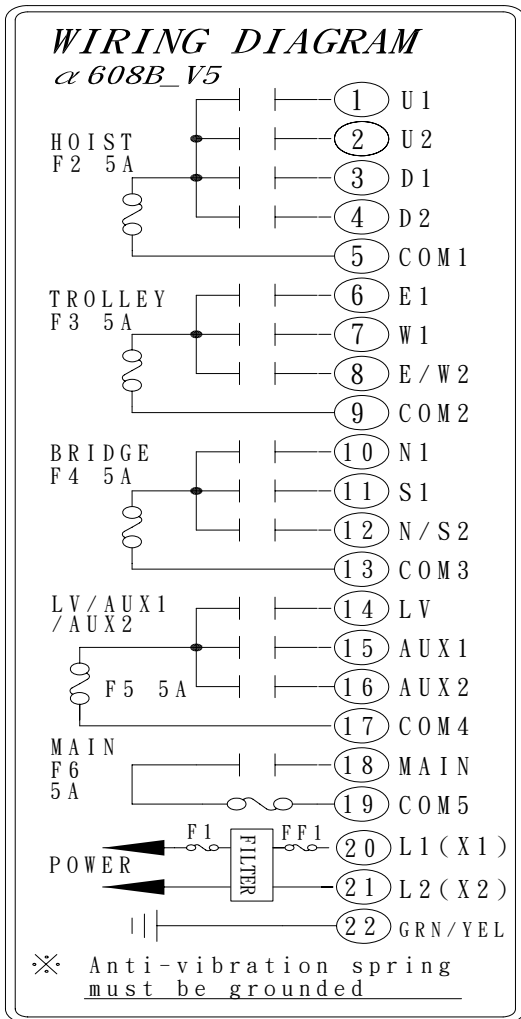 WIRING DIAGRAM
α 608B_V5
1 U1
HOIST
2 U2
F2 5A
3 D1
4 D2
5 COM1
TROLLEY
6 E1
F3 5A
7 W1
8 E/W2
9 COM2
BRIDGE
10 N1
F4 5A
11 S1
12 N/S2
13 COM3
LV/AUX1
14 LV
/AUX2
15 AUX1
F5 5A
16 AUX2
17 COM4
MAIN
18 MAIN
F6
5A
19 COM5
F1
FF1
20 L1(X1)
POWER
FILTER
21 L2(X2)
22 GRN/YEL
※ Anti-vibration spring
must be grounded